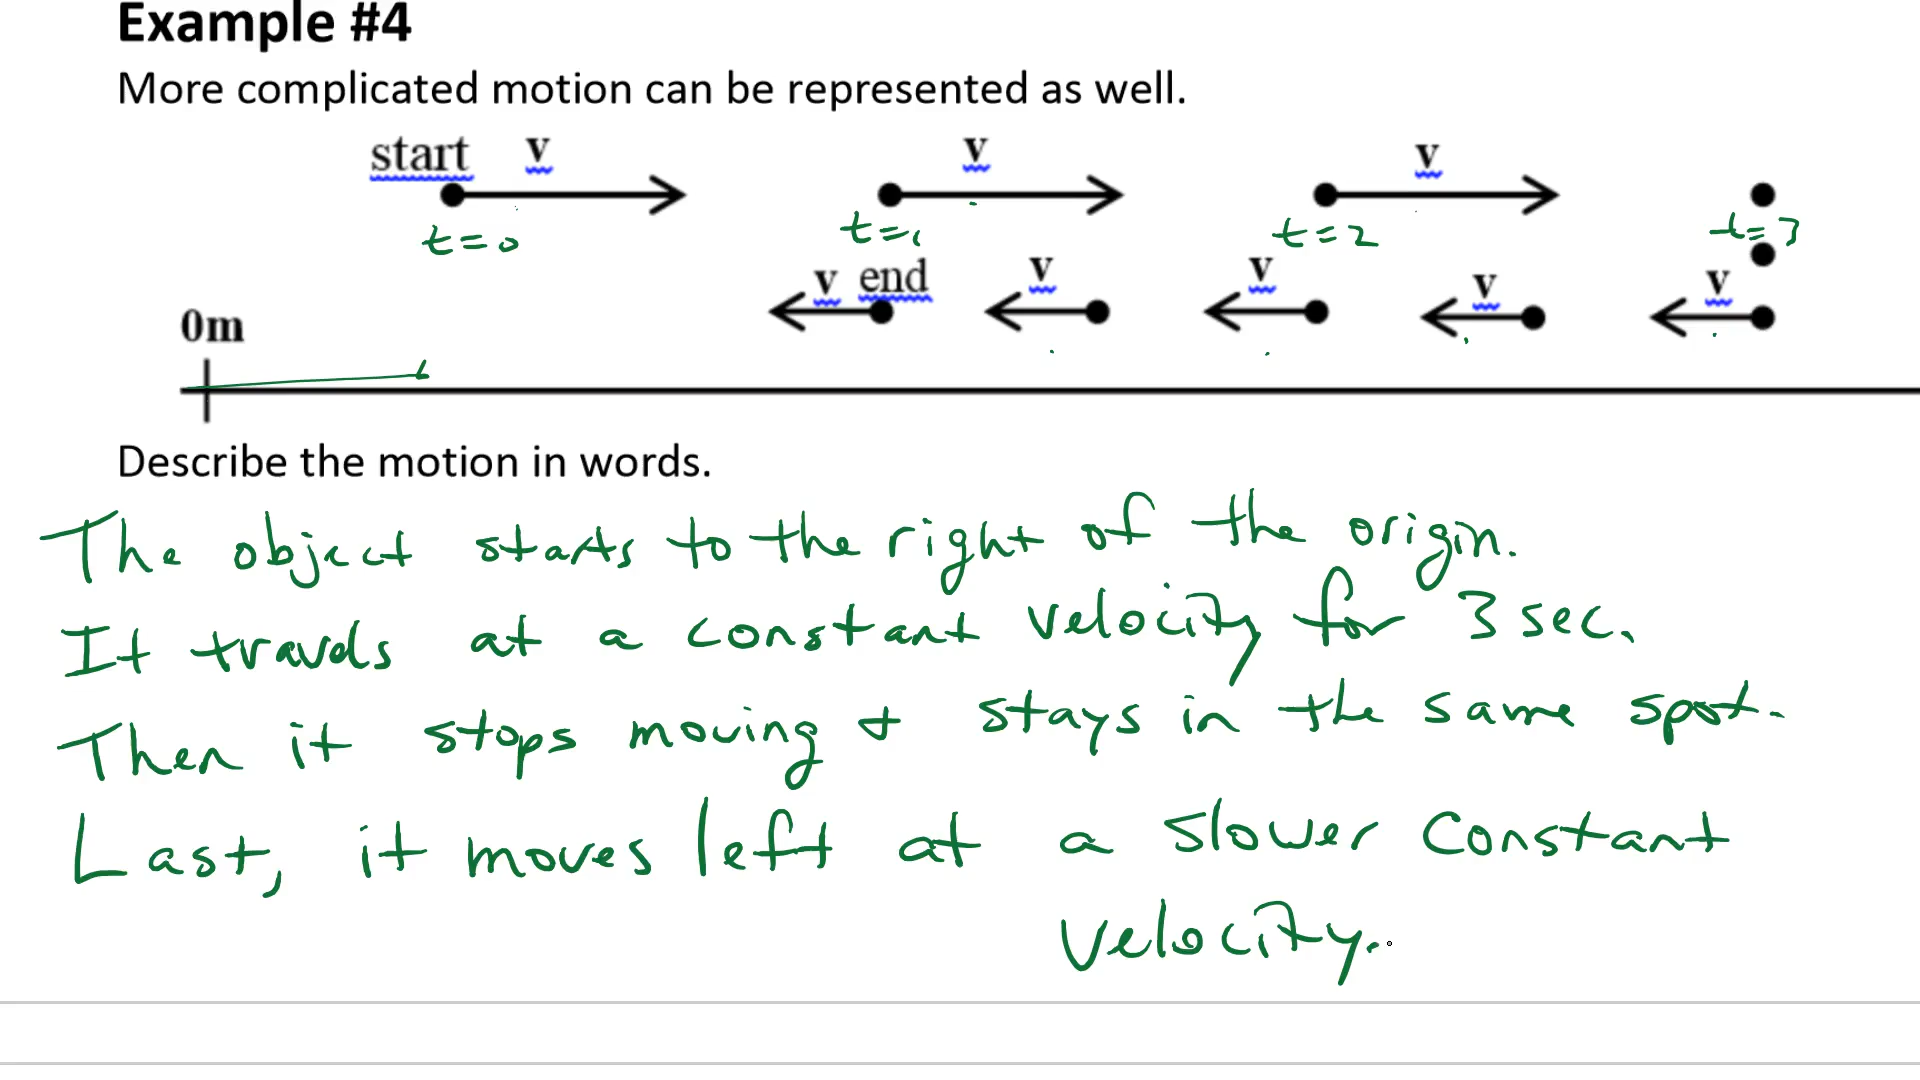 Example #4
More complicated motion can be represented as well.
start v v v
t=0 t=1 t=2 t=3
v end v v v v
0m
Describe the motion in words.
The object starts to the right of the origin.
It travels at a constant velocity for 3 sec.
Then it stops moving + stays in the same spot.
Last, it moves left at a slower constant
velocity.